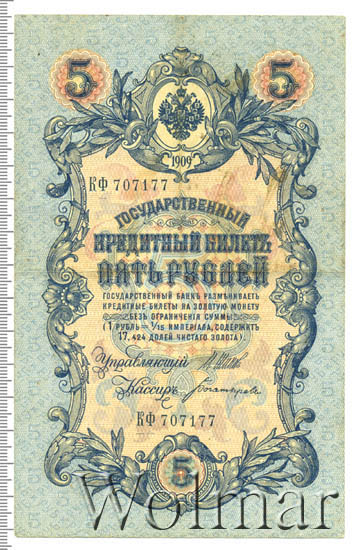 5 5
1909
КФ 707177
ГОСУДАРСТВЕННЫЙ
КРЕДИТНЫЙ БИЛЕТЪ
ПЯТЬ РУБЛЕЙ
ГОСУДАРСТВЕННЫЙ БАНКЪ РАЗМѢНИВАЕТЪ
КРЕДИТНЫЕ БИЛЕТЫ НА ЗОЛОТУЮ МОНЕТУ
БЕЗЪ ОГРАНИЧЕНІЯ СУММЫ
(1 РУБЛЬ = 1/15 ИМПЕРІАЛА, СОДЕРЖИТЪ
17,424 ДОЛЕЙ ЧИСТАГО ЗОЛОТА).
Управляющій
Кассиръ
КФ 707177
5
Wolmar